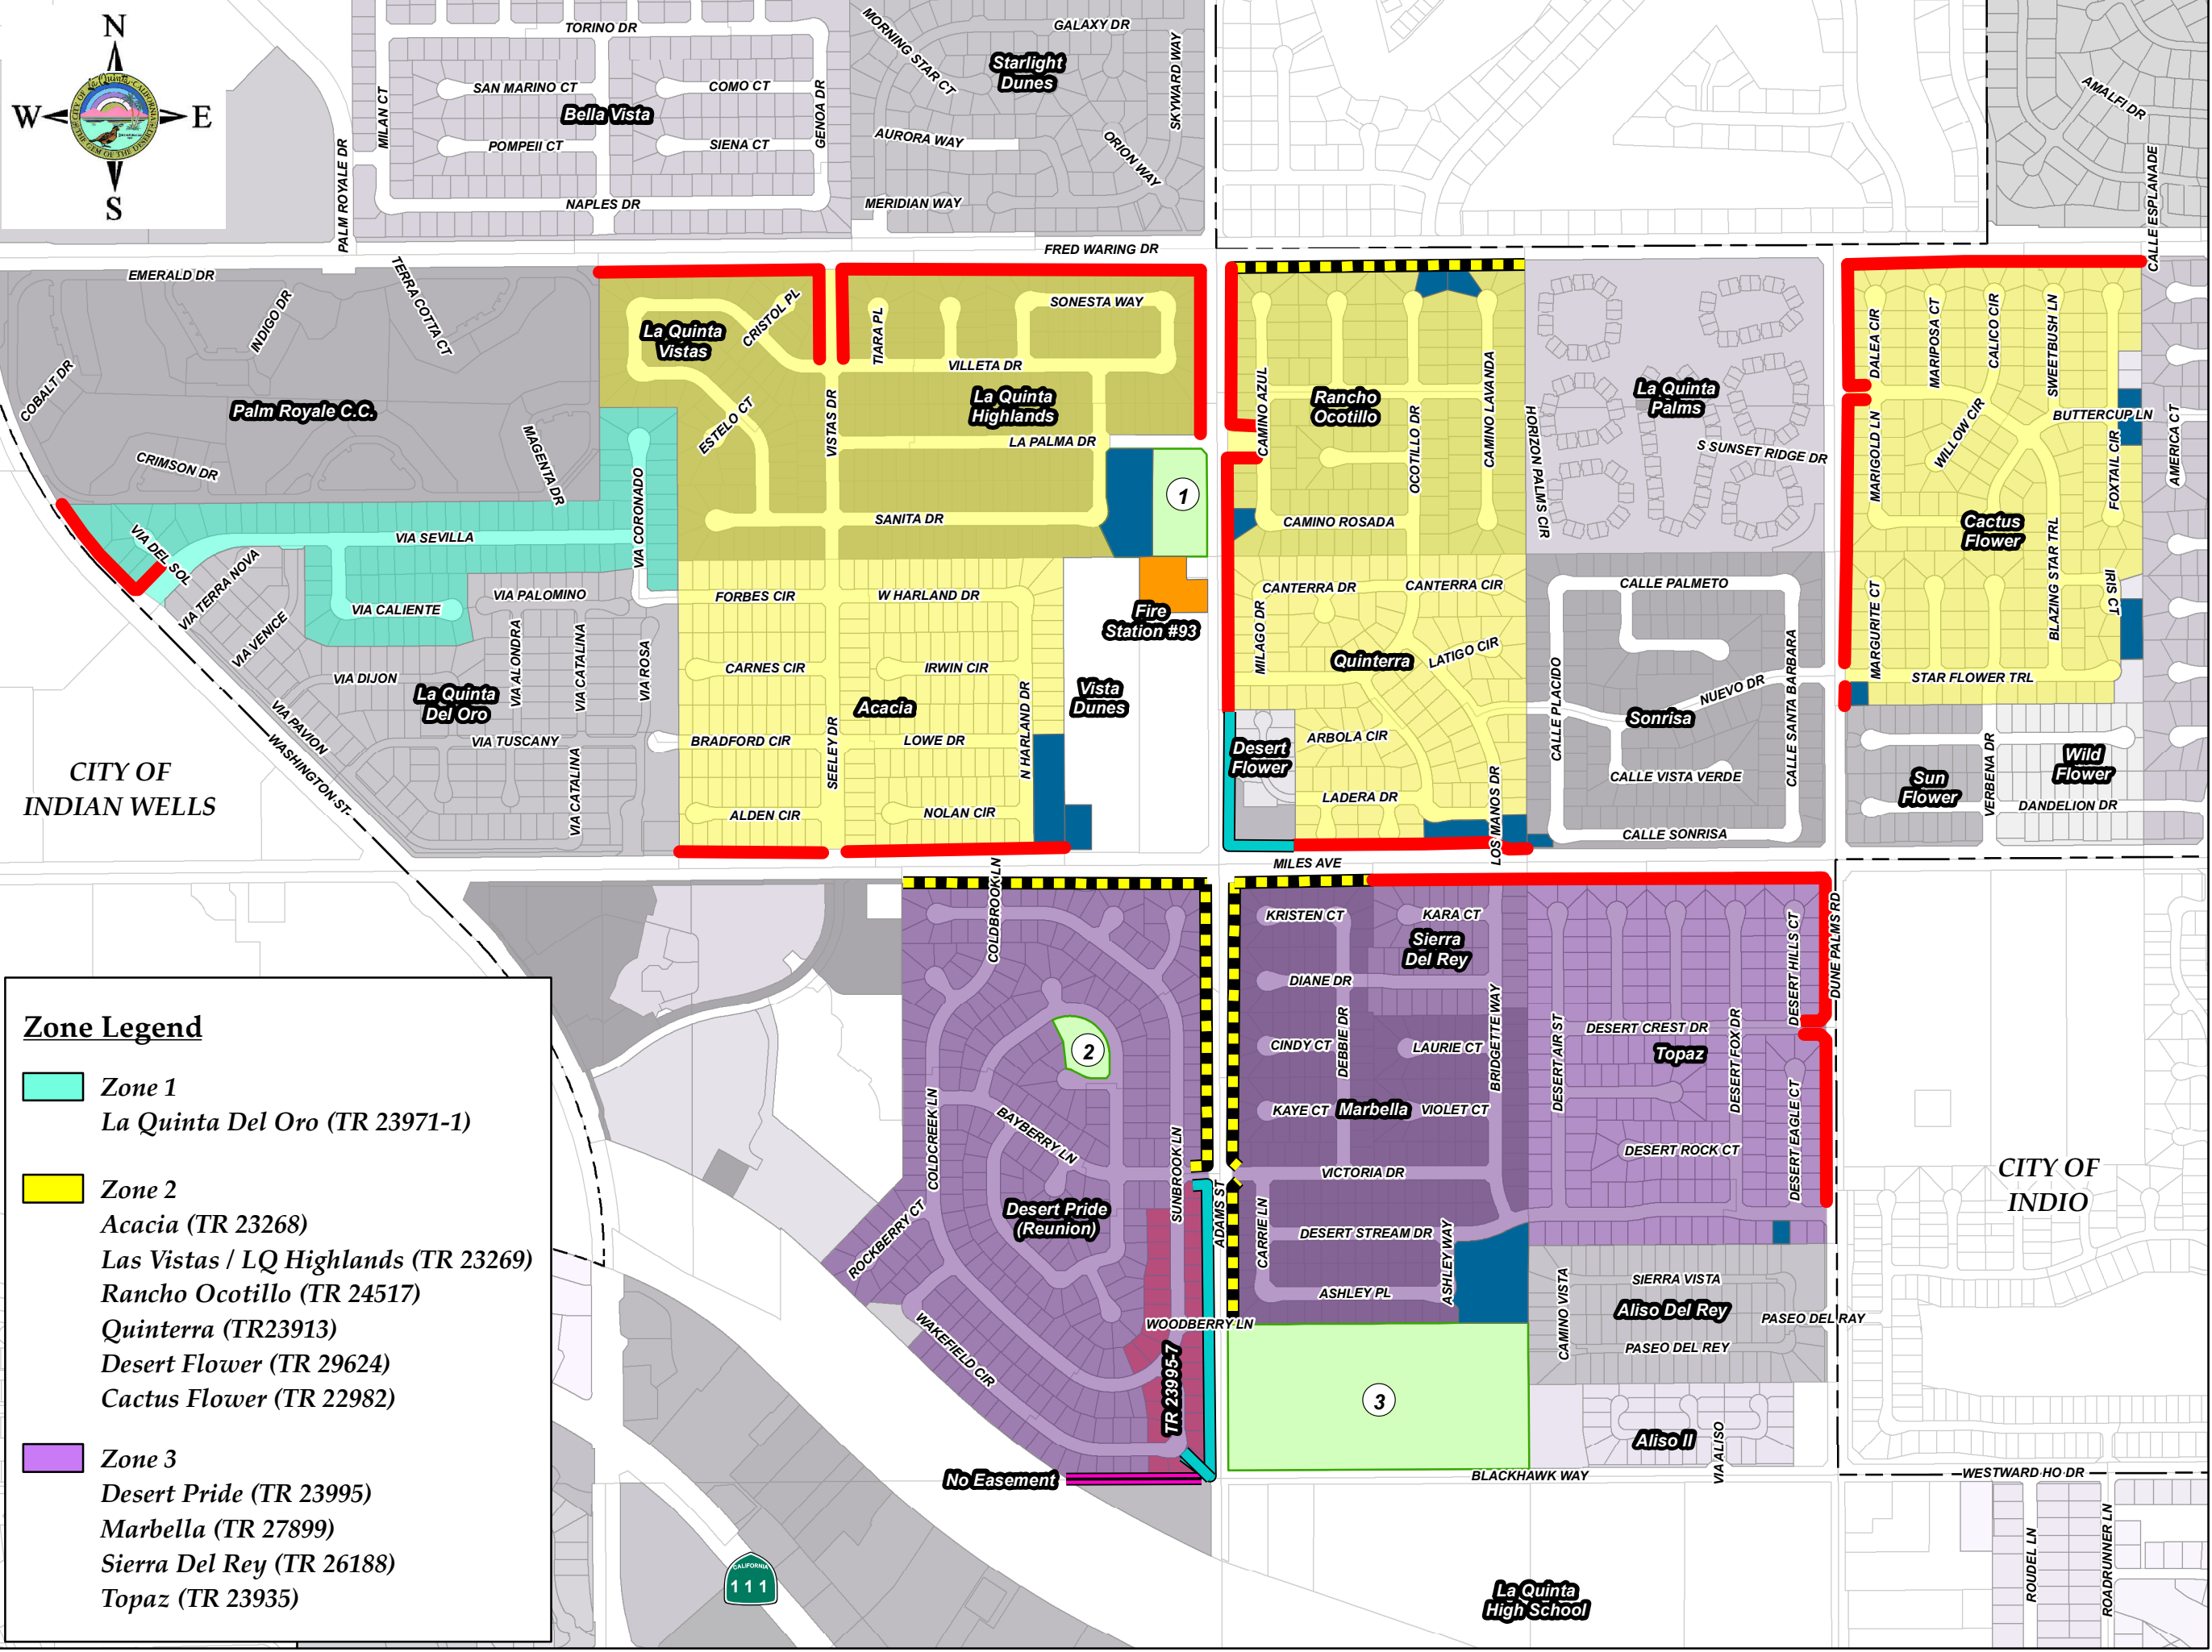 N
W
E
S
TORINO DR
GALAXY DR
MORNING STAR CT
Starlight
Dunes
SKYWARD WAY
SAN MARINO CT
COMO CT
MILAN CT
Bella Vista
GENOA DR
AURORA WAY
ORION WAY
POMPEII CT
SIENA CT
PALM ROYALE DR
NAPLES DR
MERIDIAN WAY
AMALFI DR
CALLE ESPLANADE
FRED WARING DR
EMERALD DR
INDIGO DR
TERRA COTTA CT
COBALT DR
Palm Royale C.C.
CRIMSON DR
MAGENTA DR
La Quinta
Vistas
CRISTOL PL
TIARA PL
SONESTA WAY
VILLETA DR
ESTELO CT
VISTAS DR
La Quinta
Highlands
LA PALMA DR
SANITA DR
1
CAMINO AZUL
Rancho
Ocotillo
OCOTILLO DR
CAMINO LAVANDA
CAMINO ROSADA
HORIZON PALMS CIR
La Quinta
Palms
S SUNSET RIDGE DR
DALEA CIR
MARIPOSA CT
CALICO CIR
SWEETBUSH LN
BUTTERCUP LN
MARIGOLD LN
WILLOW CIR
FOXTAIL CIR
AMERICA CT
Cactus
Flower
BLAZING STAR TRL
IRIS CT
MARGURITE CT
STAR FLOWER TRL
VIA DEL SOL
VIA SEVILLA
VIA CORONADO
VIA TERRA NOVA
VIA VENICE
VIA CALIENTE
VIA PALOMINO
VIA ALONDRA
VIA CATALINA
VIA ROSA
VIA DIJON
La Quinta
Del Oro
VIA PAVION
VIA TUSCANY
VIA CATALINA
WASHINGTON ST
FORBES CIR
W HARLAND DR
CARNES CIR
IRWIN CIR
N HARLAND DR
Acacia
BRADFORD CIR
LOWE DR
SEELEY DR
ALDEN CIR
NOLAN CIR
Fire
Station #93
Vista
Dunes
CANTERRA DR
CANTERRA CIR
MILAGO DR
Quinterra
LATIGO CIR
Desert
Flower
ARBOLA CIR
LADERA DR
LOS MANOS DR
CALLE PALMETO
CALLE PLACIDO
NUEVO DR
Sonrisa
CALLE SANTA BARBARA
CALLE VISTA VERDE
CALLE SONRISA
Sun
Flower
VERBENA DR
Wild
Flower
DANDELION DR
CITY OF
INDIAN WELLS
MILES AVE
COLDBROOK LN
KRISTEN CT
KARA CT
Sierra
Del Rey
DIANE DR
DEBBIE DR
BRIDGETTE WAY
CINDY CT
LAURIE CT
KAYE CT
Marbella
VIOLET CT
VICTORIA DR
CARRIE LN
DESERT STREAM DR
ASHLEY WAY
ASHLEY PL
DESERT HILLS CT
DUNE PALMS RD
DESERT CREST DR
DESERT AIR ST
Topaz
DESERT FOX DR
DESERT EAGLE CT
DESERT ROCK CT
2
COLDCREEK LN
BAYBERRY LN
SUNBROOK LN
ADAMS ST
Desert Pride
(Reunion)
ROCKBERRY CT
WAKEFIELD CIR
WOODBERRY LN
TR 23995-7
No Easement
3
CAMINO VISTA
SIERRA VISTA
Aliso Del Rey
PASEO DEL RAY
PASEO DEL REY
Aliso II
VIA ALISO
BLACKHAWK WAY
CITY OF
INDIO
WESTWARD HO DR
ROUDEL LN
ROADRUNNER LN
La Quinta
High School
CALIFORNIA
111
Zone Legend
Zone 1
La Quinta Del Oro (TR 23971-1)
Zone 2
Acacia (TR 23268)
Las Vistas / LQ Highlands (TR 23269)
Rancho Ocotillo (TR 24517)
Quinterra (TR23913)
Desert Flower (TR 29624)
Cactus Flower (TR 22982)
Zone 3
Desert Pride (TR 23995)
Marbella (TR 27899)
Sierra Del Rey (TR 26188)
Topaz (TR 23935)